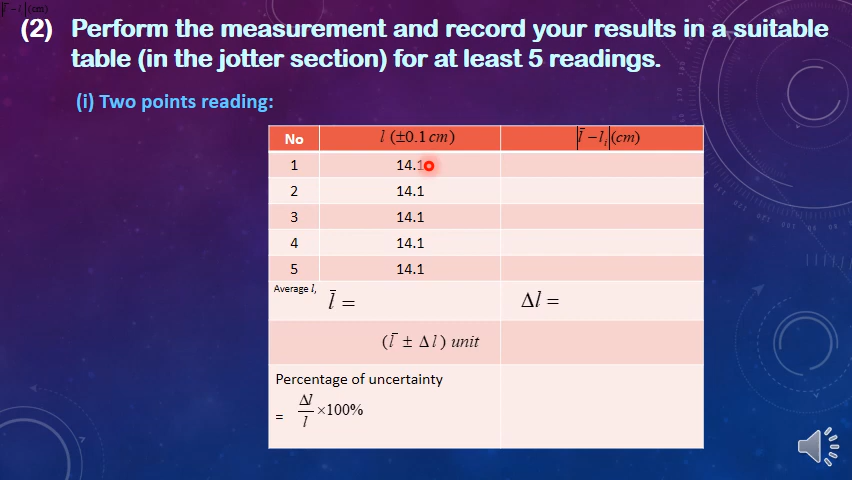 |l̄ − l|(cm)
(2) Perform the measurement and record your results in a suitable
table (in the jotter section) for at least 5 readings.
(i) Two points reading:
No l (±0.1 cm) |l̄ − lᵢ|(cm)
1 14.1
2 14.1
3 14.1
4 14.1
5 14.1
Average l, l̄ = Δl =
(l̄ ± Δl) unit
Percentage of uncertainty
= Δl/l ×100%